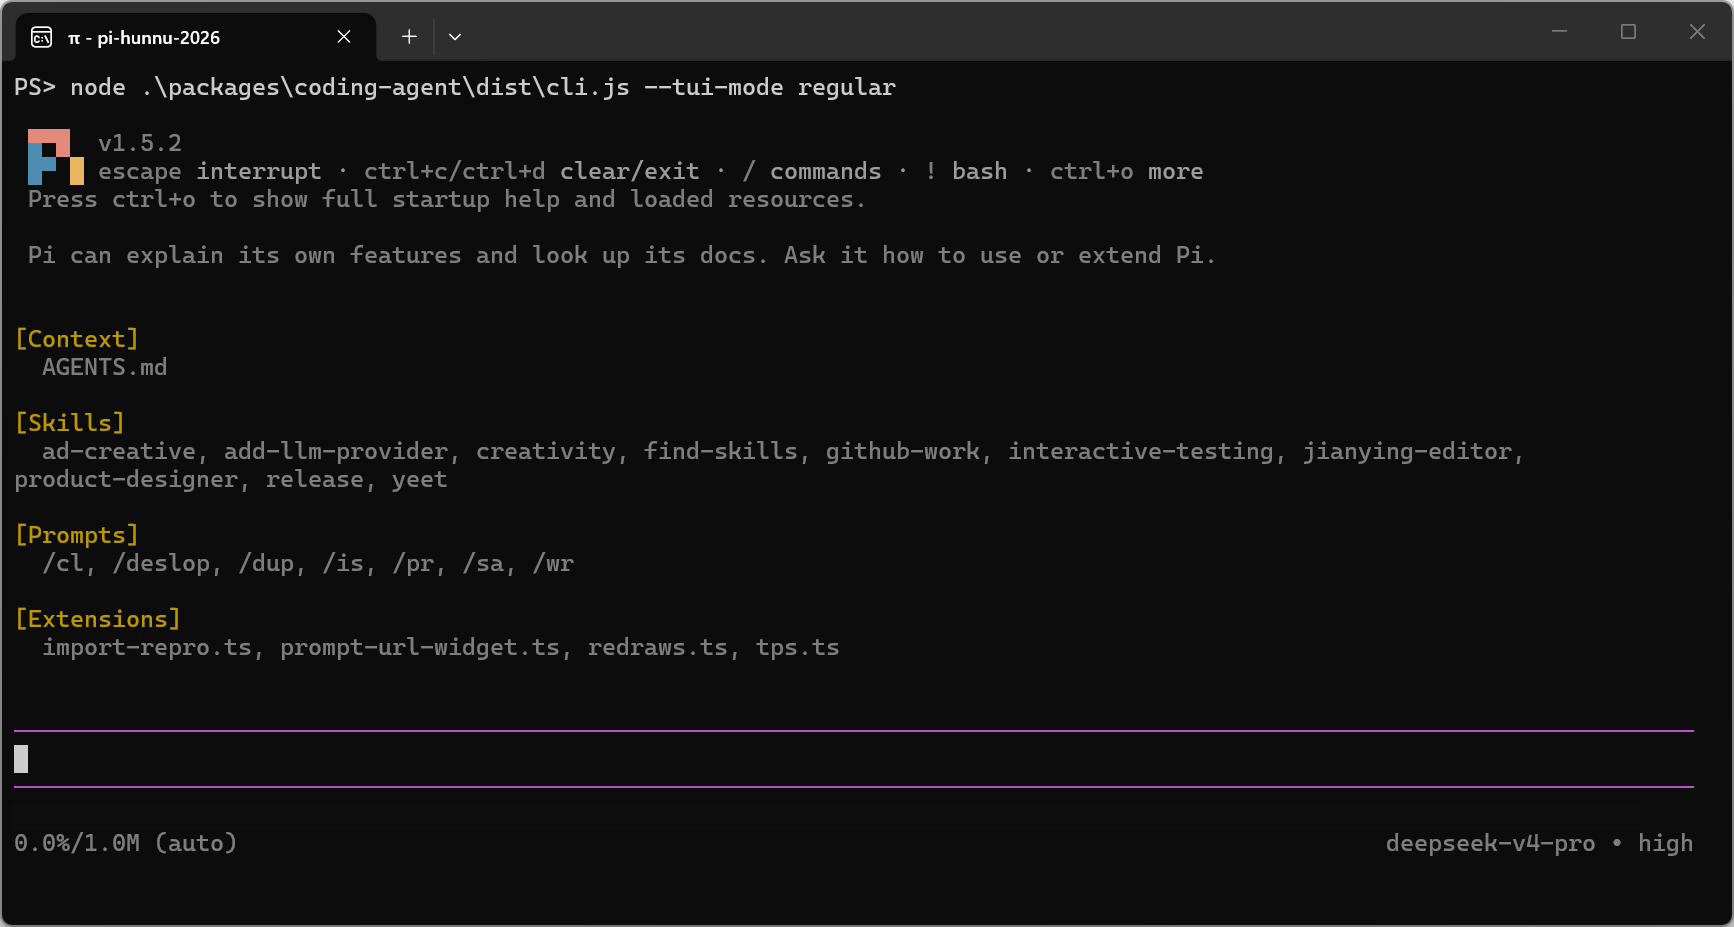 π - pi-hunnu-2026
PS> node .\packages\coding-agent\dist\cli.js --tui-mode regular
v1.5.2
escape interrupt · ctrl+c/ctrl+d clear/exit · / commands · ! bash · ctrl+o more
Press ctrl+o to show full startup help and loaded resources.
Pi can explain its own features and look up its docs. Ask it how to use or extend Pi.
[Context]
AGENTS.md
[Skills]
ad-creative, add-llm-provider, creativity, find-skills, github-work, interactive-testing, jianying-editor,
product-designer, release, yeet
[Prompts]
/cl, /deslop, /dup, /is, /pr, /sa, /wr
[Extensions]
import-repro.ts, prompt-url-widget.ts, redraws.ts, tps.ts
0.0%/1.0M (auto) deepseek-v4-pro • high